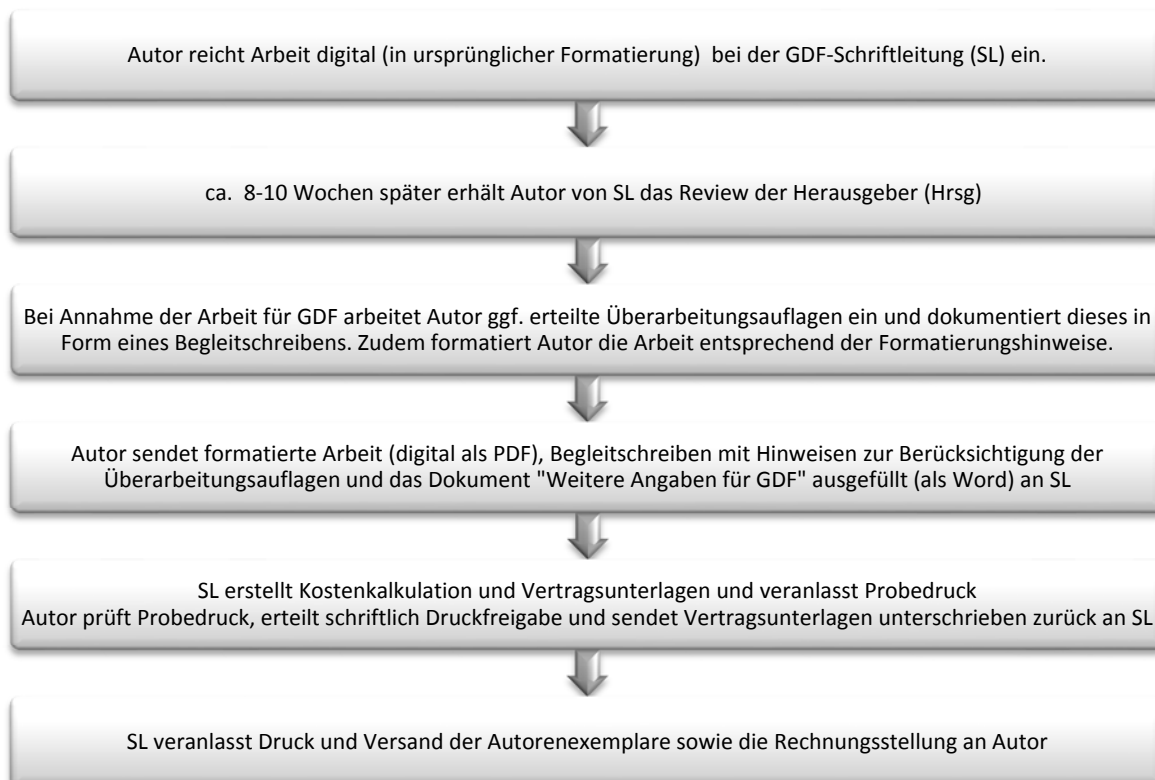 Autor reicht Arbeit digital (in ursprünglicher Formatierung)  bei der GDF-Schriftleitung (SL) ein.
ca.  8-10 Wochen später erhält Autor von SL das Review der Herausgeber (Hrsg)
Bei Annahme der Arbeit für GDF arbeitet Autor ggf. erteilte Überarbeitungsauflagen ein und dokumentiert dieses in
Form eines Begleitschreibens. Zudem formatiert Autor die Arbeit entsprechend der Formatierungshinweise.
Autor sendet formatierte Arbeit (digital als PDF), Begleitschreiben mit Hinweisen zur Berücksichtigung der
Überarbeitungsauflagen und das Dokument "Weitere Angaben für GDF" ausgefüllt (als Word) an SL
SL erstellt Kostenkalkulation und Vertragsunterlagen und veranlasst Probedruck
Autor prüft Probedruck, erteilt schriftlich Druckfreigabe und sendet Vertragsunterlagen unterschrieben zurück an SL
SL veranlasst Druck und Versand der Autorenexemplare sowie die Rechnungsstellung an Autor